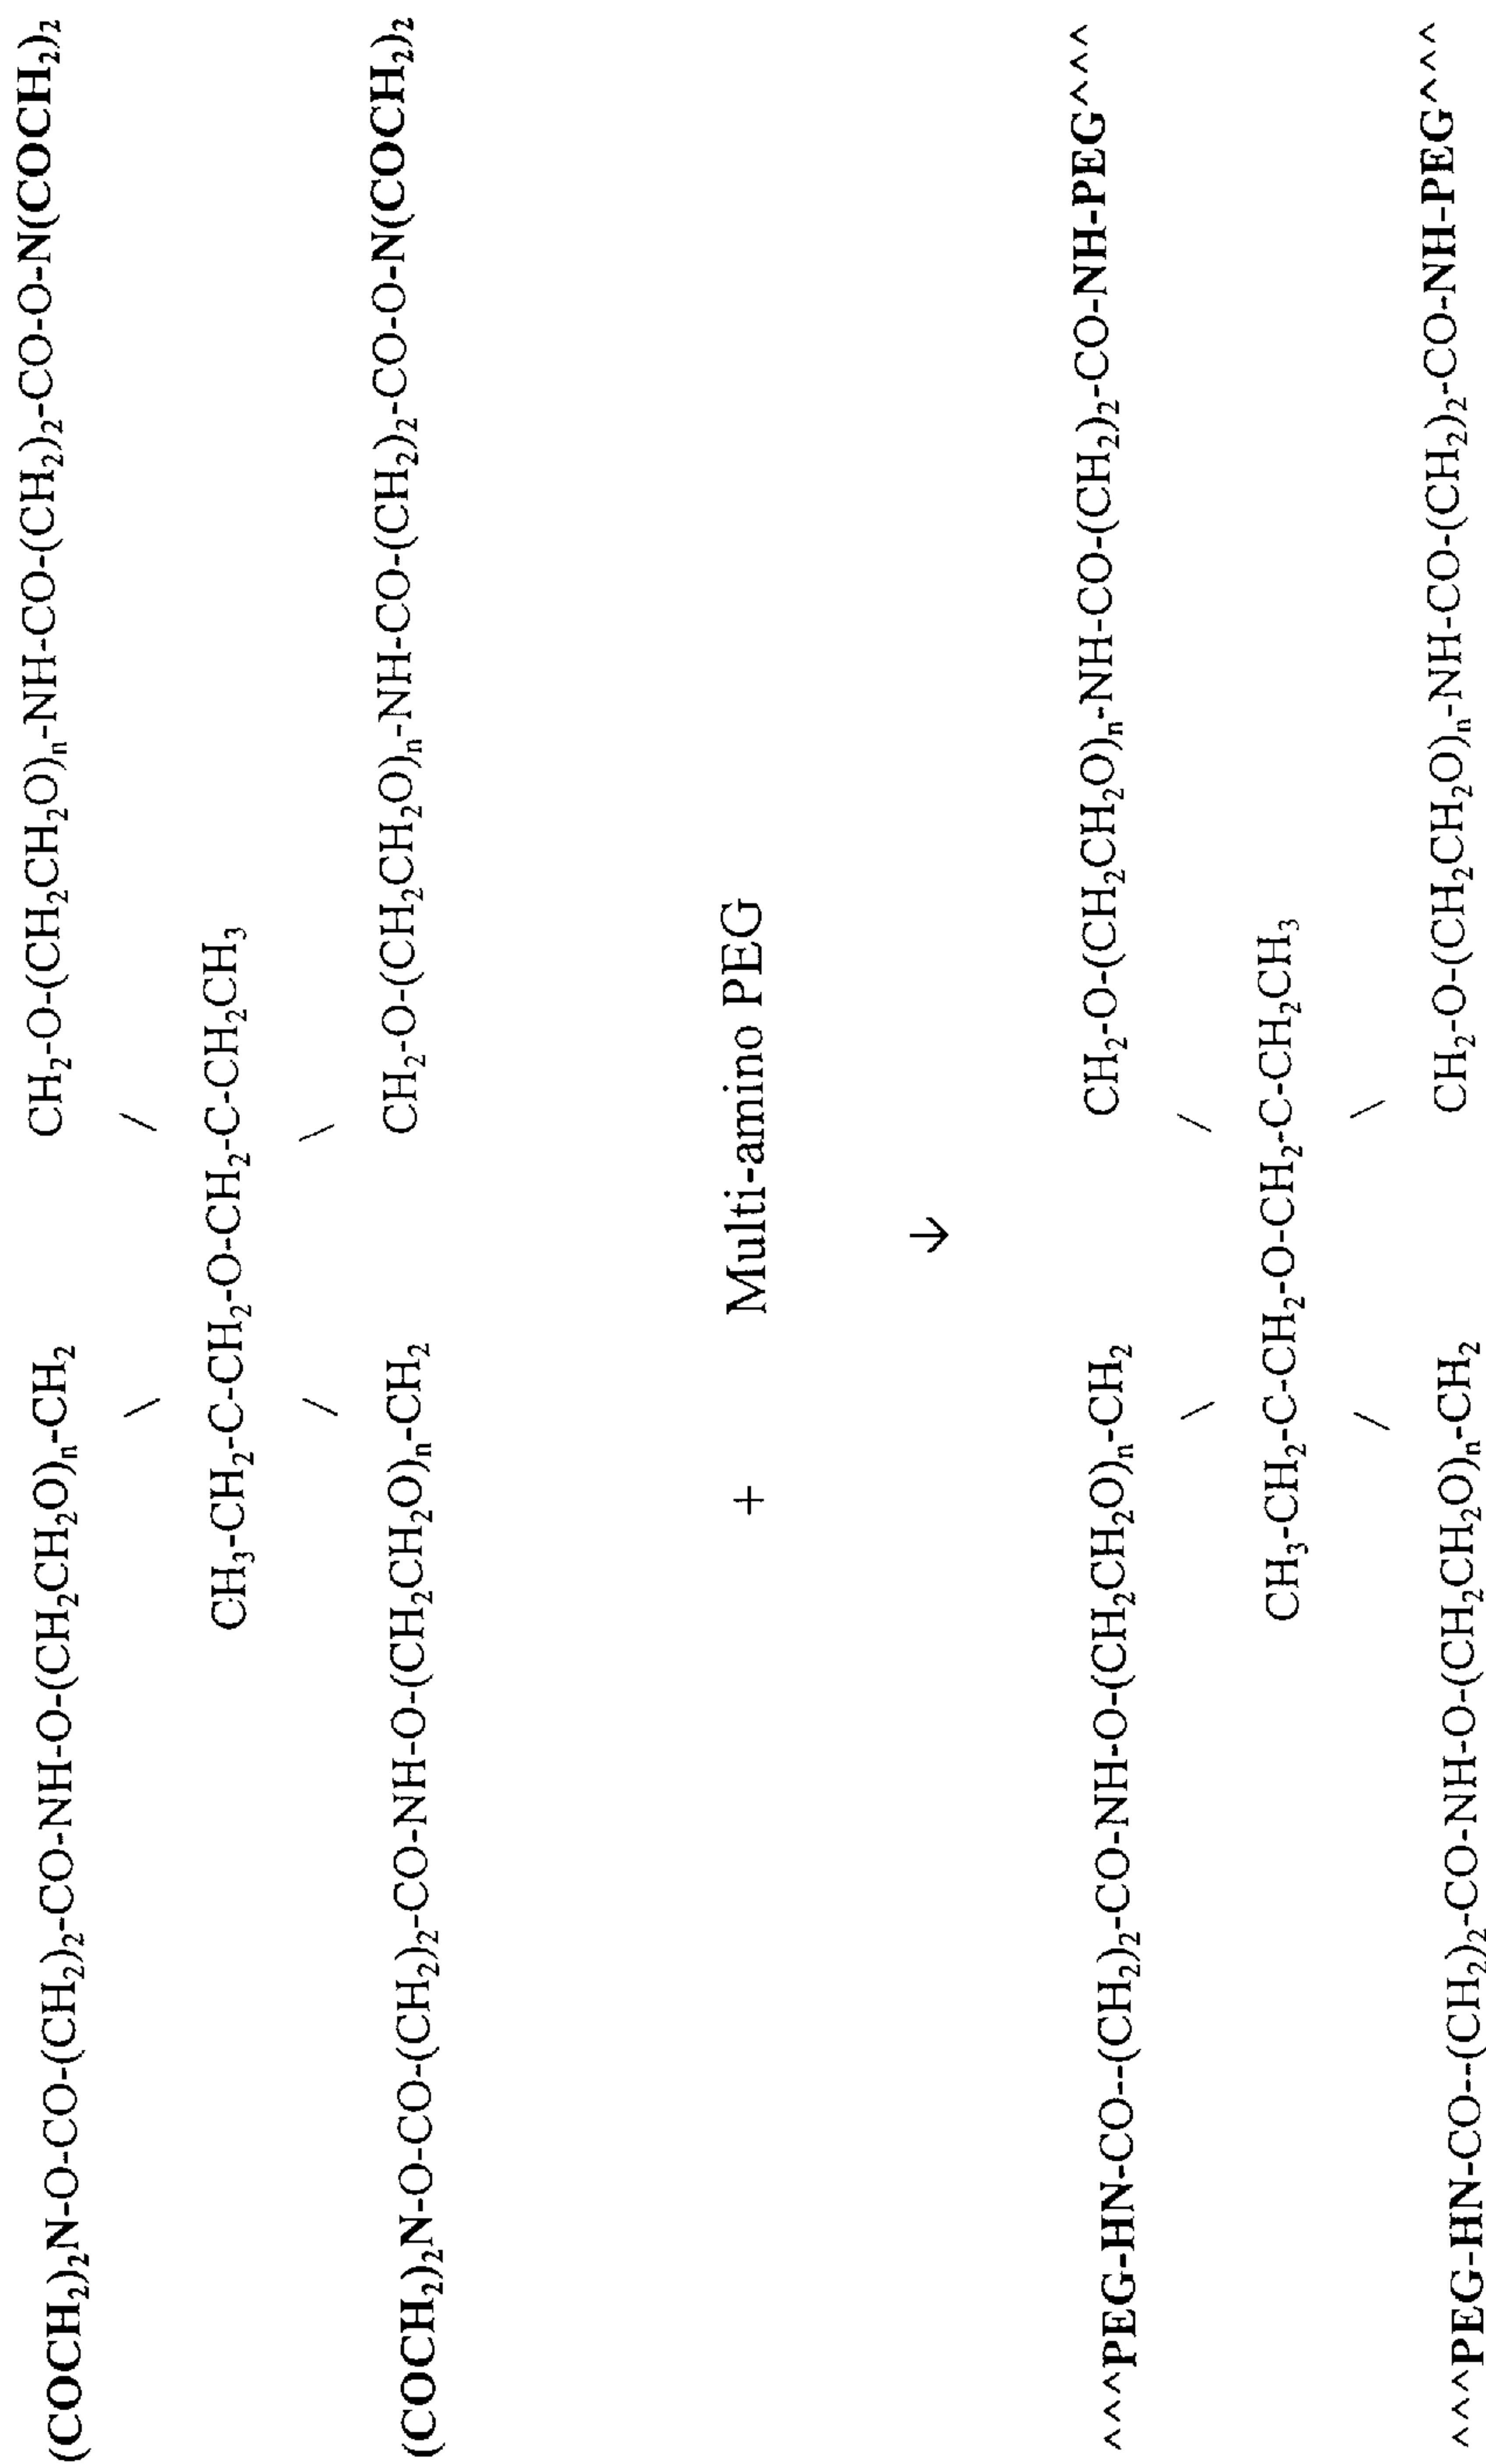 (COCH₂)₂N-O-CO-(CH₂)₂-CO-NH-O-(CH₂CH₂O)ₙ-CH₂ CH₂-O-(CH₂CH₂O)ₙ-NH-CO-(CH₂)₂-CO-O-N(COCH₂)₂
\ /
CH₃-CH₂-C-CH₂-O-CH₂-C-CH₂CH₃
/ \
(COCH₂)₂N-O-CO-(CH₂)₂-CO-NH-O-(CH₂CH₂O)ₙ-CH₂ CH₂-O-(CH₂CH₂O)ₙ-NH-CO-(CH₂)₂-CO-O-N(COCH₂)₂
+ Multi-amino PEG
↓
^^^PEG-HN-CO--(CH₂)₂-CO-NH-O-(CH₂CH₂O)ₙ-CH₂ CH₂-O-(CH₂CH₂O)ₙ-NH-CO-(CH₂)₂-CO-NH-PEG^^^
\ /
CH₃-CH₂-C-CH₂-O-CH₂-C-CH₂CH₃
/ \
^^^PEG-HN-CO--(CH₂)₂-CO-NH-O-(CH₂CH₂O)ₙ-CH₂ CH₂-O-(CH₂CH₂O)ₙ-NH-CO-(CH₂)₂-CO-NH-PEG^^^